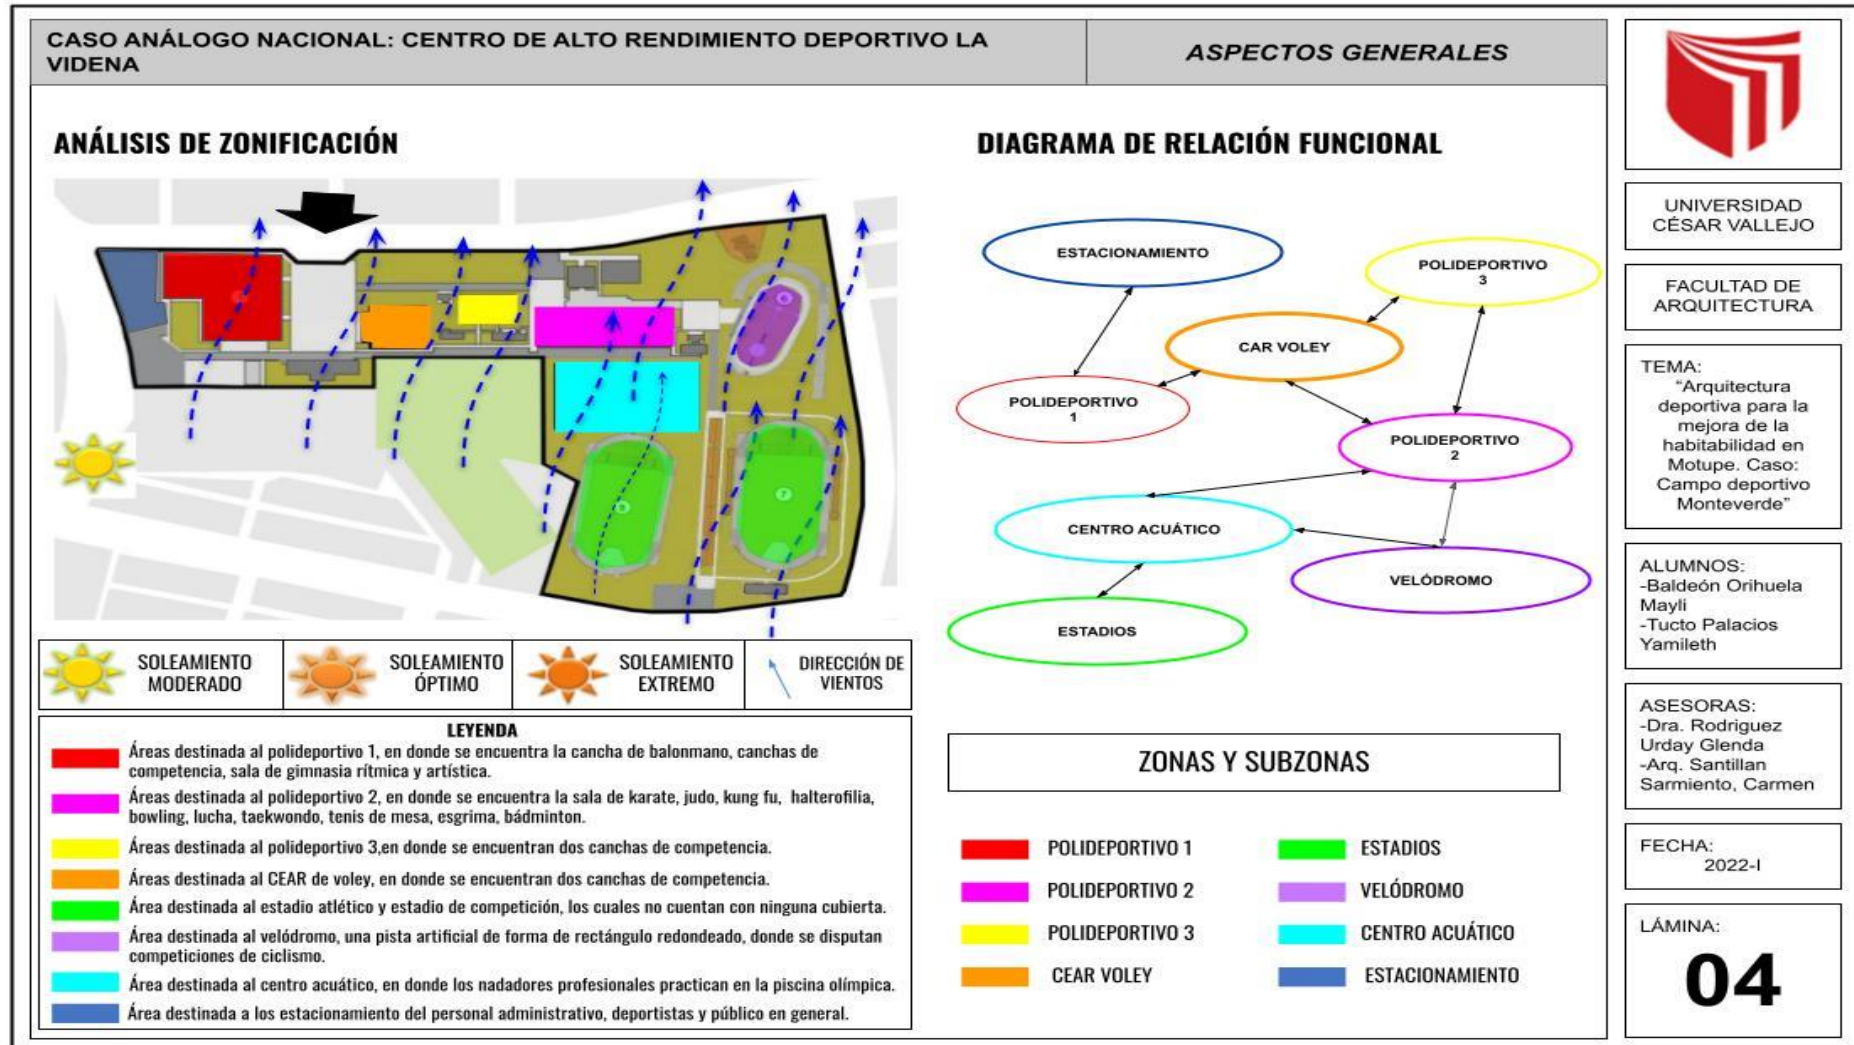 CASO ANÁLOGO NACIONAL: CENTRO DE ALTO RENDIMIENTO DEPORTIVO LA
VIDENA
ASPECTOS GENERALES
ANÁLISIS DE ZONIFICACIÓN
7
SOLEAMIENTO
MODERADO
SOLEAMIENTO
ÓPTIMO
SOLEAMIENTO
EXTREMO
DIRECCIÓN DE
VIENTOS
LEYENDA
Áreas destinada al polideportivo 1, en donde se encuentra la cancha de balonmano, canchas de
competencia, sala de gimnasia rítmica y artística.
Áreas destinada al polideportivo 2, en donde se encuentra la sala de karate, judo, kung fu, halterofilia,
bowling, lucha, taekwondo, tenis de mesa, esgrima, bádminton.
Áreas destinada al polideportivo 3,en donde se encuentran dos canchas de competencia.
Áreas destinada al CEAR de voley, en donde se encuentran dos canchas de competencia.
Área destinada al estadio atlético y estadio de competición, los cuales no cuentan con ninguna cubierta.
Área destinada al velódromo, una pista artificial de forma de rectángulo redondeado, donde se disputan
competiciones de ciclismo.
Área destinada al centro acuático, en donde los nadadores profesionales practican en la piscina olímpica.
Área destinada a los estacionamiento del personal administrativo, deportistas y público en general.
DIAGRAMA DE RELACIÓN FUNCIONAL
ESTACIONAMIENTO
POLIDEPORTIVO
3
CAR VOLEY
POLIDEPORTIVO
1
POLIDEPORTIVO
2
CENTRO ACUÁTICO
VELÓDROMO
ESTADIOS
ZONAS Y SUBZONAS
POLIDEPORTIVO 1
POLIDEPORTIVO 2
POLIDEPORTIVO 3
CEAR VOLEY
ESTADIOS
VELÓDROMO
CENTRO ACUÁTICO
ESTACIONAMIENTO
UNIVERSIDAD
CÉSAR VALLEJO
FACULTAD DE
ARQUITECTURA
TEMA:
“Arquitectura
deportiva para la
mejora de la
habitabilidad en
Motupe. Caso:
Campo deportivo
Monteverde”
ALUMNOS:
-Baldeón Orihuela
Mayli
-Tucto Palacios
Yamileth
ASESORAS:
-Dra. Rodriguez
Urday Glenda
-Arq. Santillan
Sarmiento, Carmen
FECHA:
2022-I
LÁMINA:
04